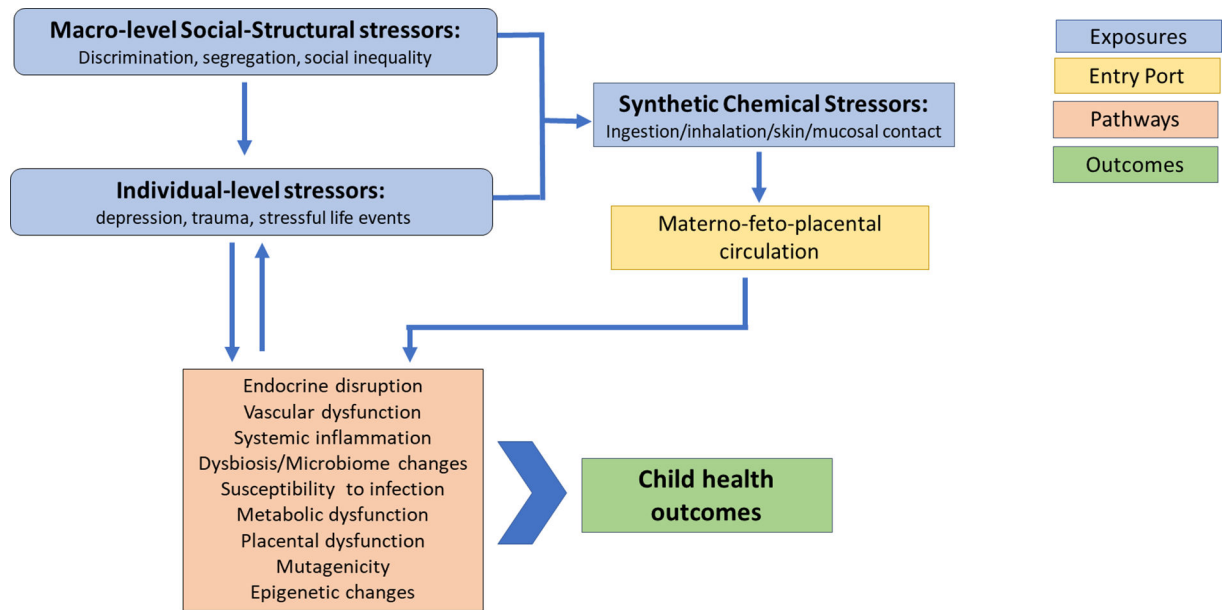 Macro-level Social-Structural stressors:
Discrimination, segregation, social inequality
Individual-level stressors:
depression, trauma, stressful life events
Synthetic Chemical Stressors:
Ingestion/inhalation/skin/mucosal contact
Materno-feto-placental
circulation
Endocrine disruption
Vascular dysfunction
Systemic inflammation
Dysbiosis/Microbiome changes
Susceptibility to infection
Metabolic dysfunction
Placental dysfunction
Mutagenicity
Epigenetic changes
Child health
outcomes
Exposures
Entry Port
Pathways
Outcomes